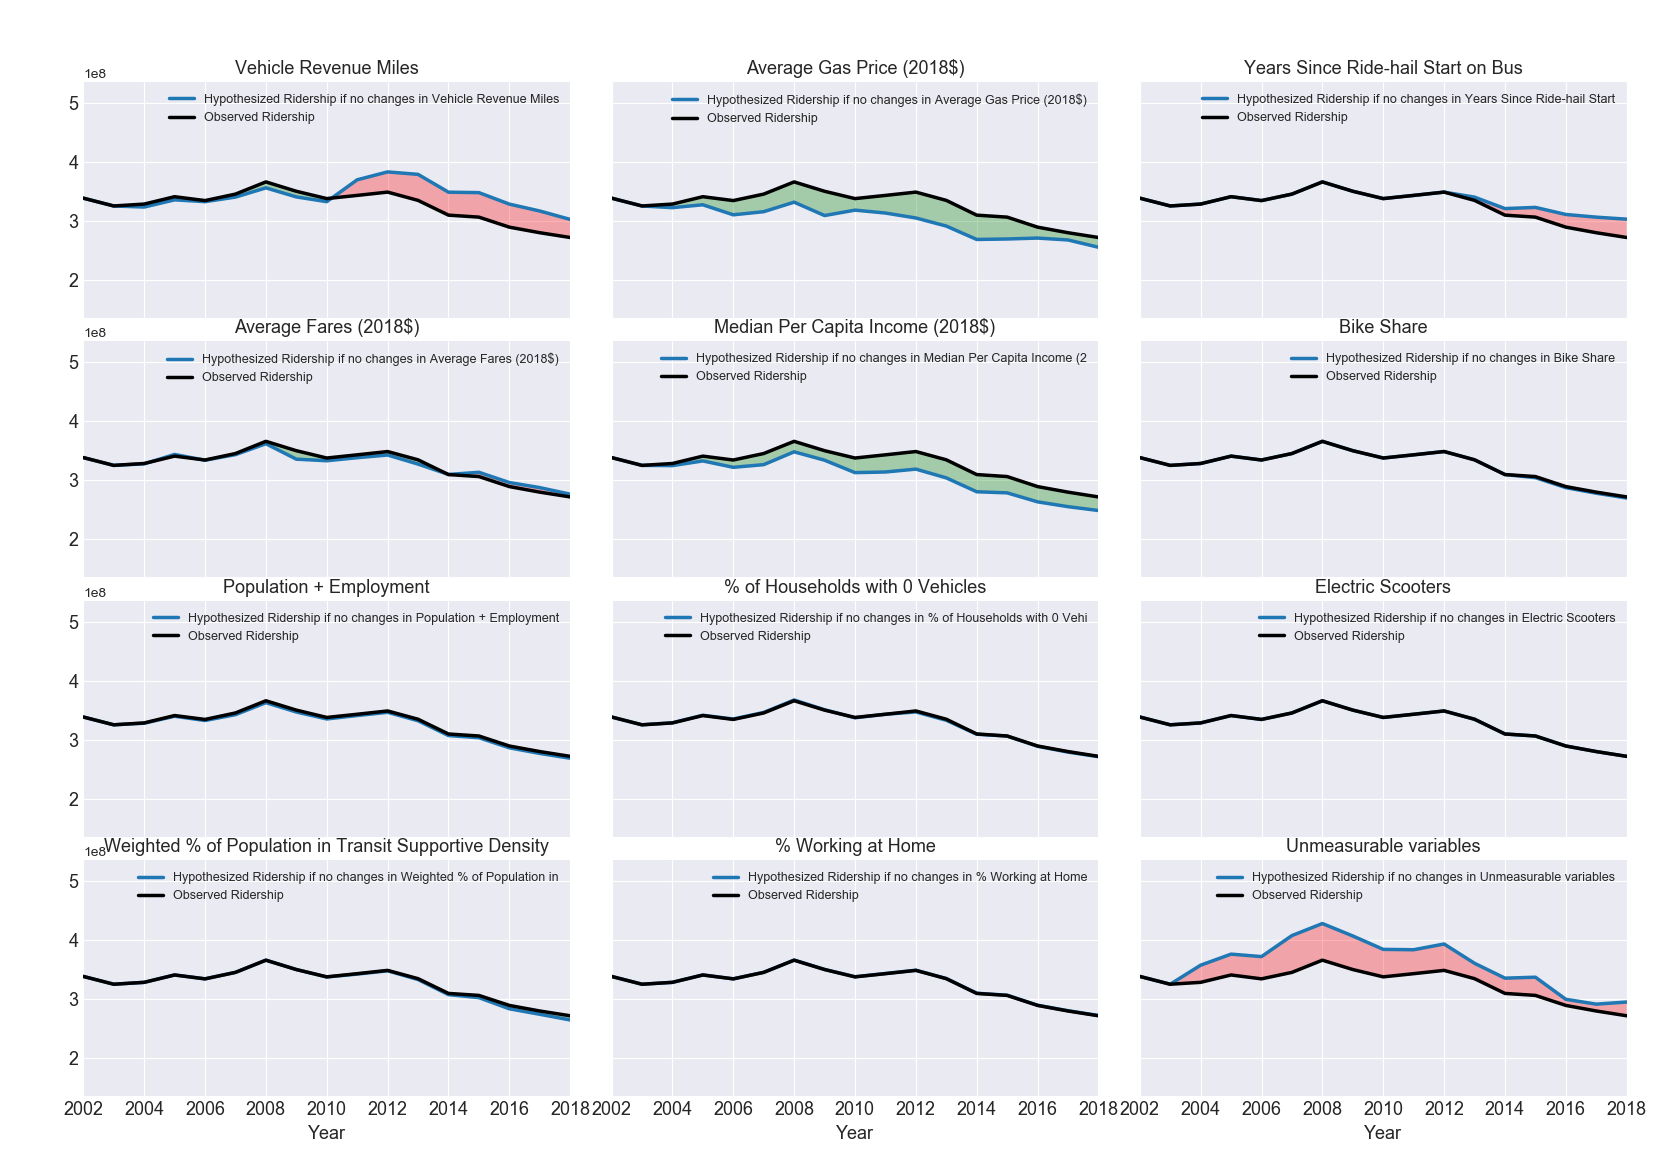 Vehicle Revenue Miles
1e8
Hypothesized Ridership if no changes in Vehicle Revenue Miles
Observed Ridership
5
4
3
2
Average Gas Price (2018$)
Hypothesized Ridership if no changes in Average Gas Price (2018$)
Observed Ridership
Years Since Ride-hail Start on Bus
Hypothesized Ridership if no changes in Years Since Ride-hail Start
Observed Ridership
Average Fares (2018$)
1e8
Hypothesized Ridership if no changes in Average Fares (2018$)
Observed Ridership
5
4
3
2
Median Per Capita Income (2018$)
Hypothesized Ridership if no changes in Median Per Capita Income (2
Observed Ridership
Bike Share
Hypothesized Ridership if no changes in Bike Share
Observed Ridership
Population + Employment
1e8
Hypothesized Ridership if no changes in Population + Employment
Observed Ridership
5
4
3
2
% of Households with 0 Vehicles
Hypothesized Ridership if no changes in % of Households with 0 Vehi
Observed Ridership
Electric Scooters
Hypothesized Ridership if no changes in Electric Scooters
Observed Ridership
Weighted % of Population in Transit Supportive Density
1e8
Hypothesized Ridership if no changes in Weighted % of Population in
Observed Ridership
5
4
3
2
2002 2004 2006 2008 2010 2012 2014 2016 2018
Year
% Working at Home
Hypothesized Ridership if no changes in % Working at Home
Observed Ridership
2002 2004 2006 2008 2010 2012 2014 2016 2018
Year
Unmeasurable variables
Hypothesized Ridership if no changes in Unmeasurable variables
Observed Ridership
2002 2004 2006 2008 2010 2012 2014 2016 2018
Year